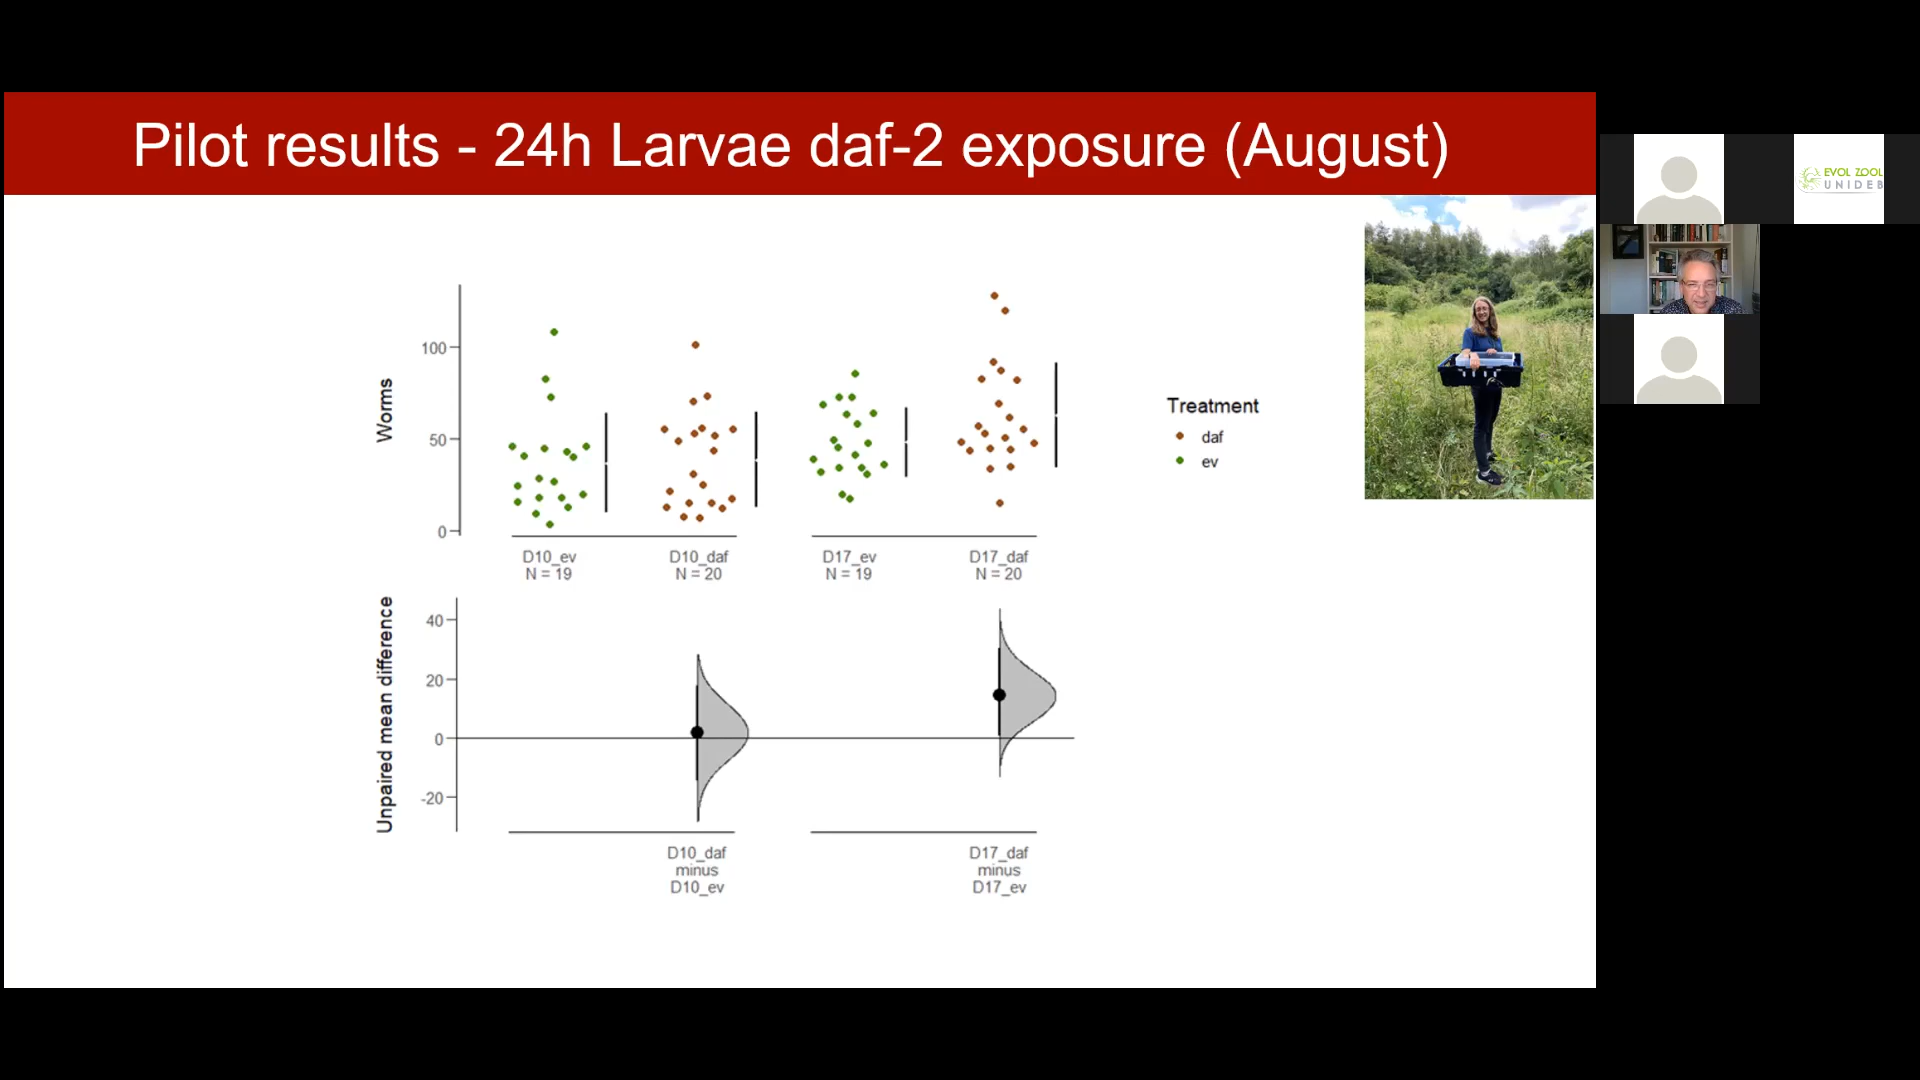 Pilot results - 24h Larvae daf-2 exposure (August)
EVOL ZOOL
UNIDEB
Worms
100
50
0
D10_ev
N = 19
D10_daf
N = 20
D17_ev
N = 19
D17_daf
N = 20
Treatment
daf
ev
Unpaired mean difference
40
20
0
-20
D10_daf
minus
D10_ev
D17_daf
minus
D17_ev